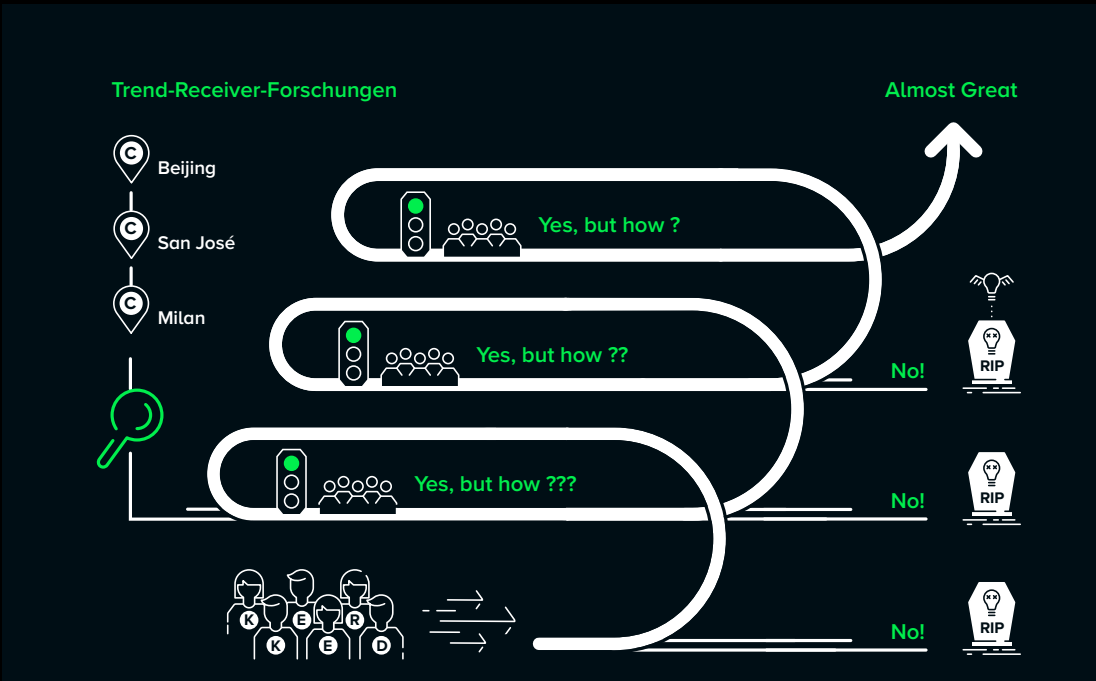 Trend-Receiver-Forschungen
Almost Great
C
Beijing
C
San José
C
Milan
Yes, but how ?
Yes, but how ??
No!
RIP
Yes, but how ???
No!
RIP
K E R
K E D
No!
RIP